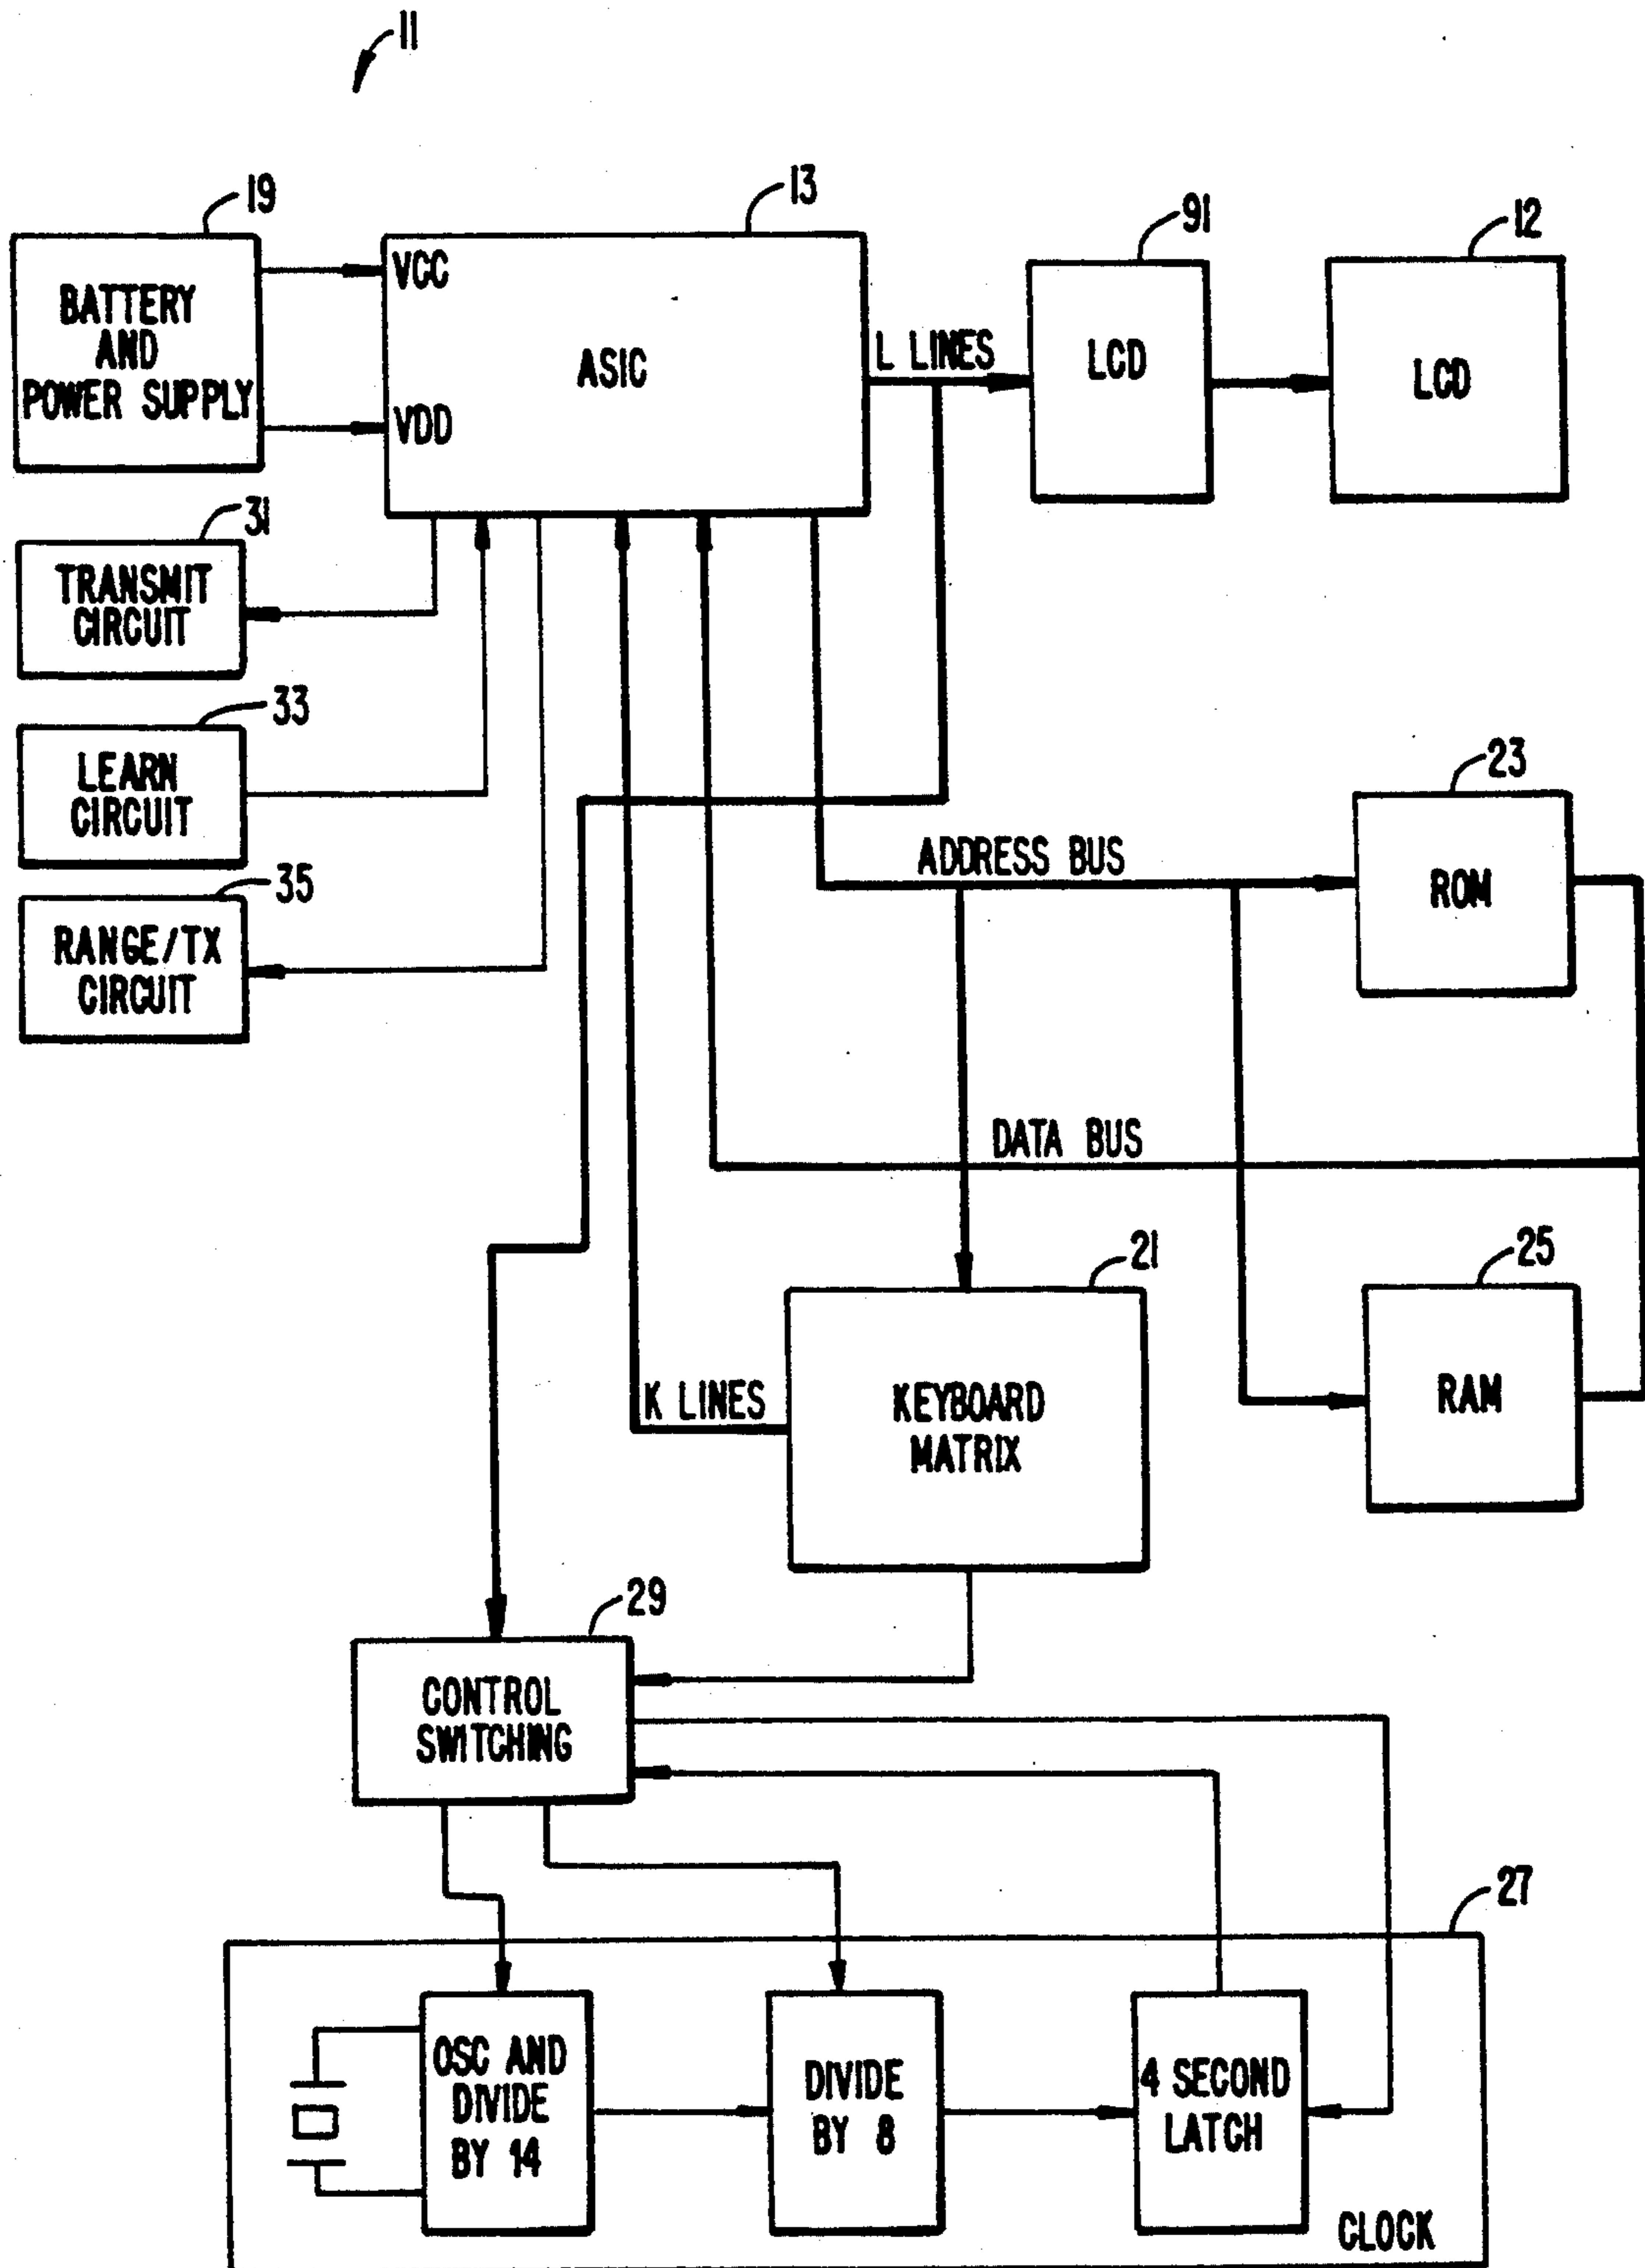 11
19
13
91
12
BATTERY
AND
POWER SUPPLY
VCC
VDD
ASIC
L LINES
LCD
LCD
31
TRANSMIT
CIRCUIT
33
LEARN
CIRCUIT
35
RANGE/TX
CIRCUIT
23
ADDRESS BUS
ROM
DATA BUS
21
25
K LINES
KEYBOARD
MATRIX
RAM
29
CONTROL
SWITCHING
27
OSC AND
DIVIDE
BY 14
DIVIDE
BY 8
4 SECOND
LATCH
CLOCK